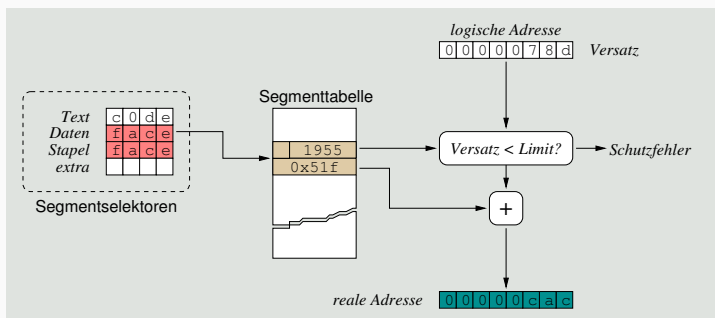 logische Adresse
0 0 0 0 0 7 8 d Versatz
Segmenttabelle
Text c 0 d e
Daten f a c e
Stapel f a c e
extra
Segmentselektoren
1955
0x51f
Versatz < Limit?
Schutzfehler
+
reale Adresse 0 0 0 0 0 c a c